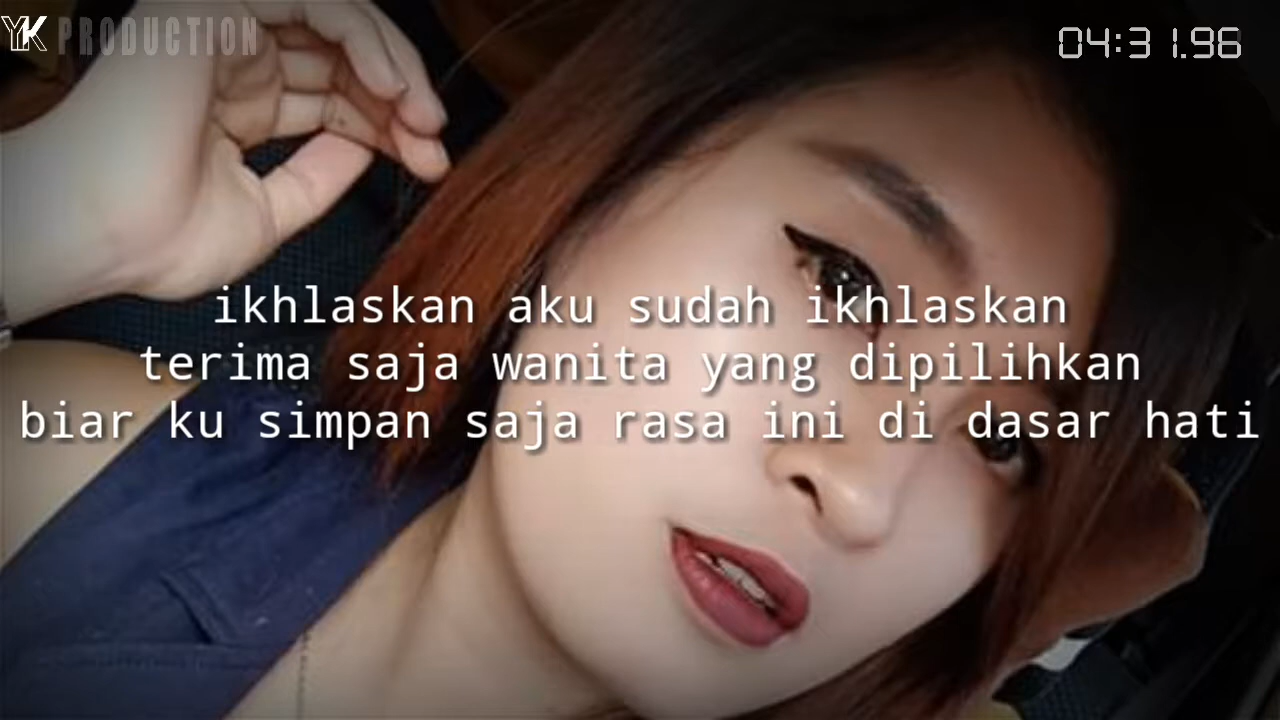 YK PRODUCTION
04:31.96
ikhlaskan aku sudah ikhlaskan
terima saja wanita yang dipilihkan
biar ku simpan saja rasa ini di dasar hati